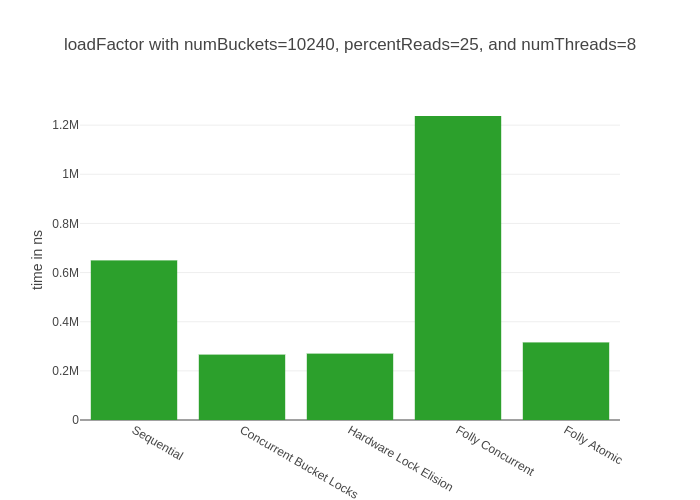 loadFactor with numBuckets=10240, percentReads=25, and numThreads=8
time in ns
1.2M
1M
0.8M
0.6M
0.4M
0.2M
0
Sequential
Concurrent Bucket Locks
Hardware Lock Elision
Folly Concurrent
Folly Atomic